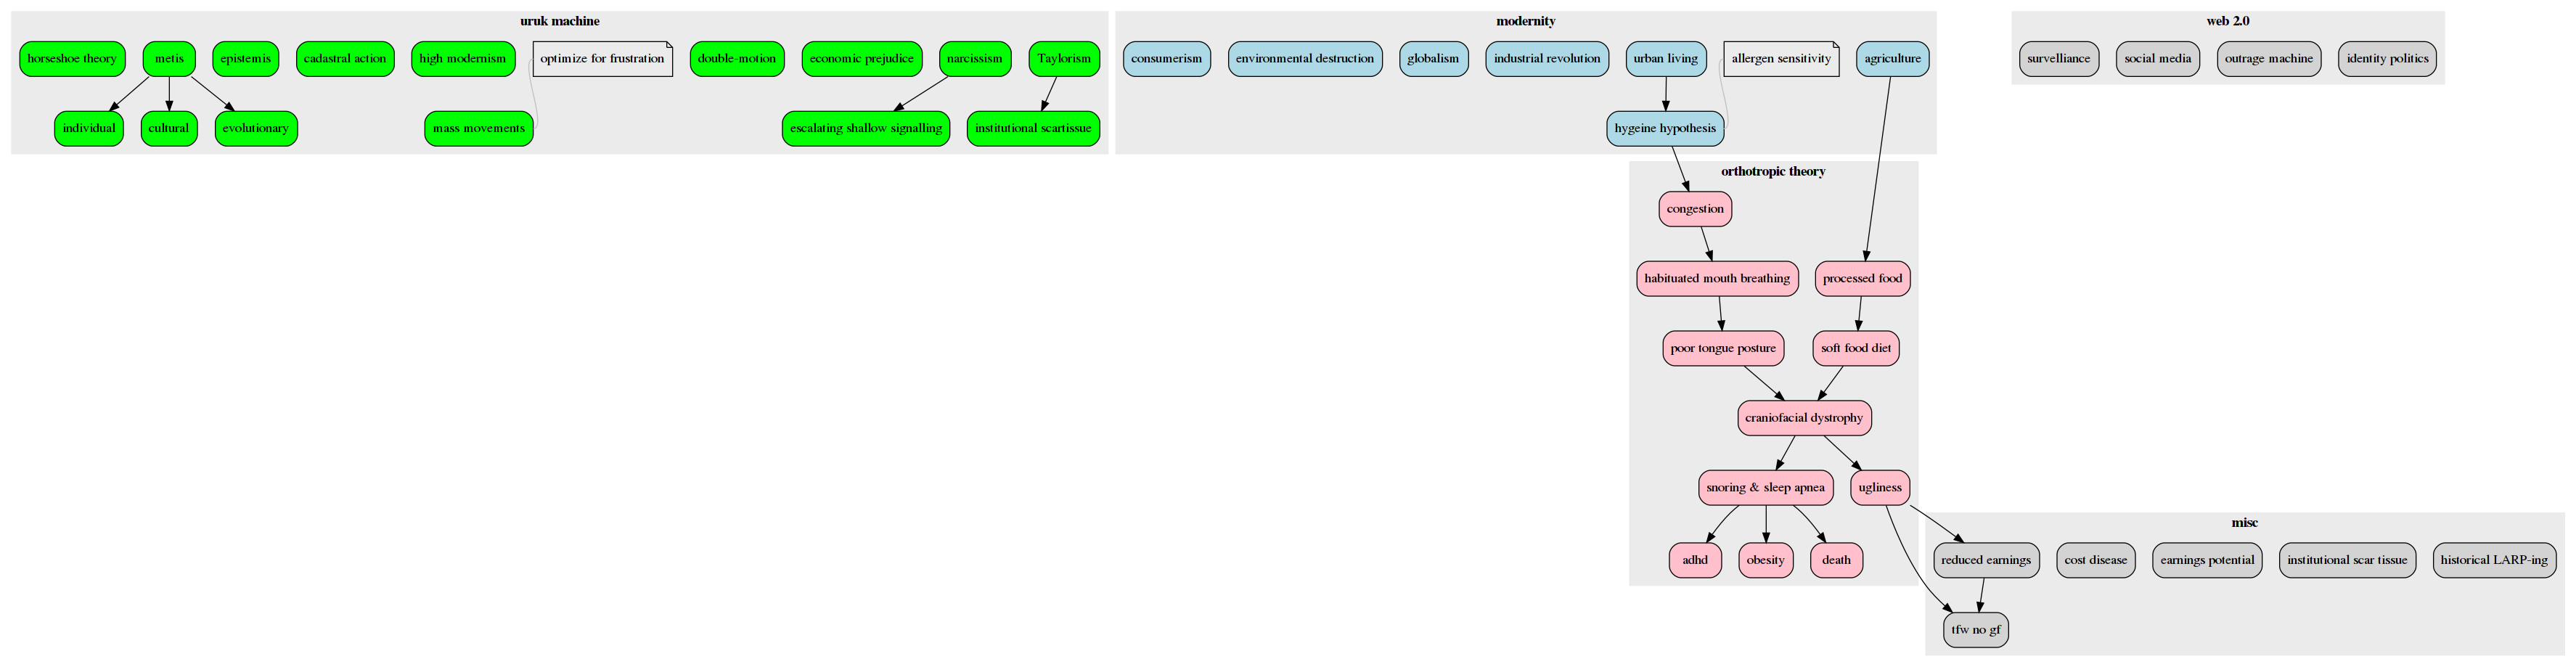 uruk machine
horseshoe theory
metis
epistemis
cadastral action
high modernism
optimize for frustration
double-motion
economic prejudice
narcissism
Taylorism
individual
cultural
evolutionary
mass movements
escalating shallow signalling
institutional scartissue
modernity
consumerism
environmental destruction
globalism
industrial revolution
urban living
allergen sensitivity
agriculture
hygeine hypothesis
web 2.0
survelliance
social media
outrage machine
identity politics
orthotropic theory
congestion
habituated mouth breathing
processed food
poor tongue posture
soft food diet
craniofacial dystrophy
snoring & sleep apnea
ugliness
adhd
obesity
death
misc
reduced earnings
cost disease
earnings potential
institutional scar tissue
historical LARP-ing
tfw no gf